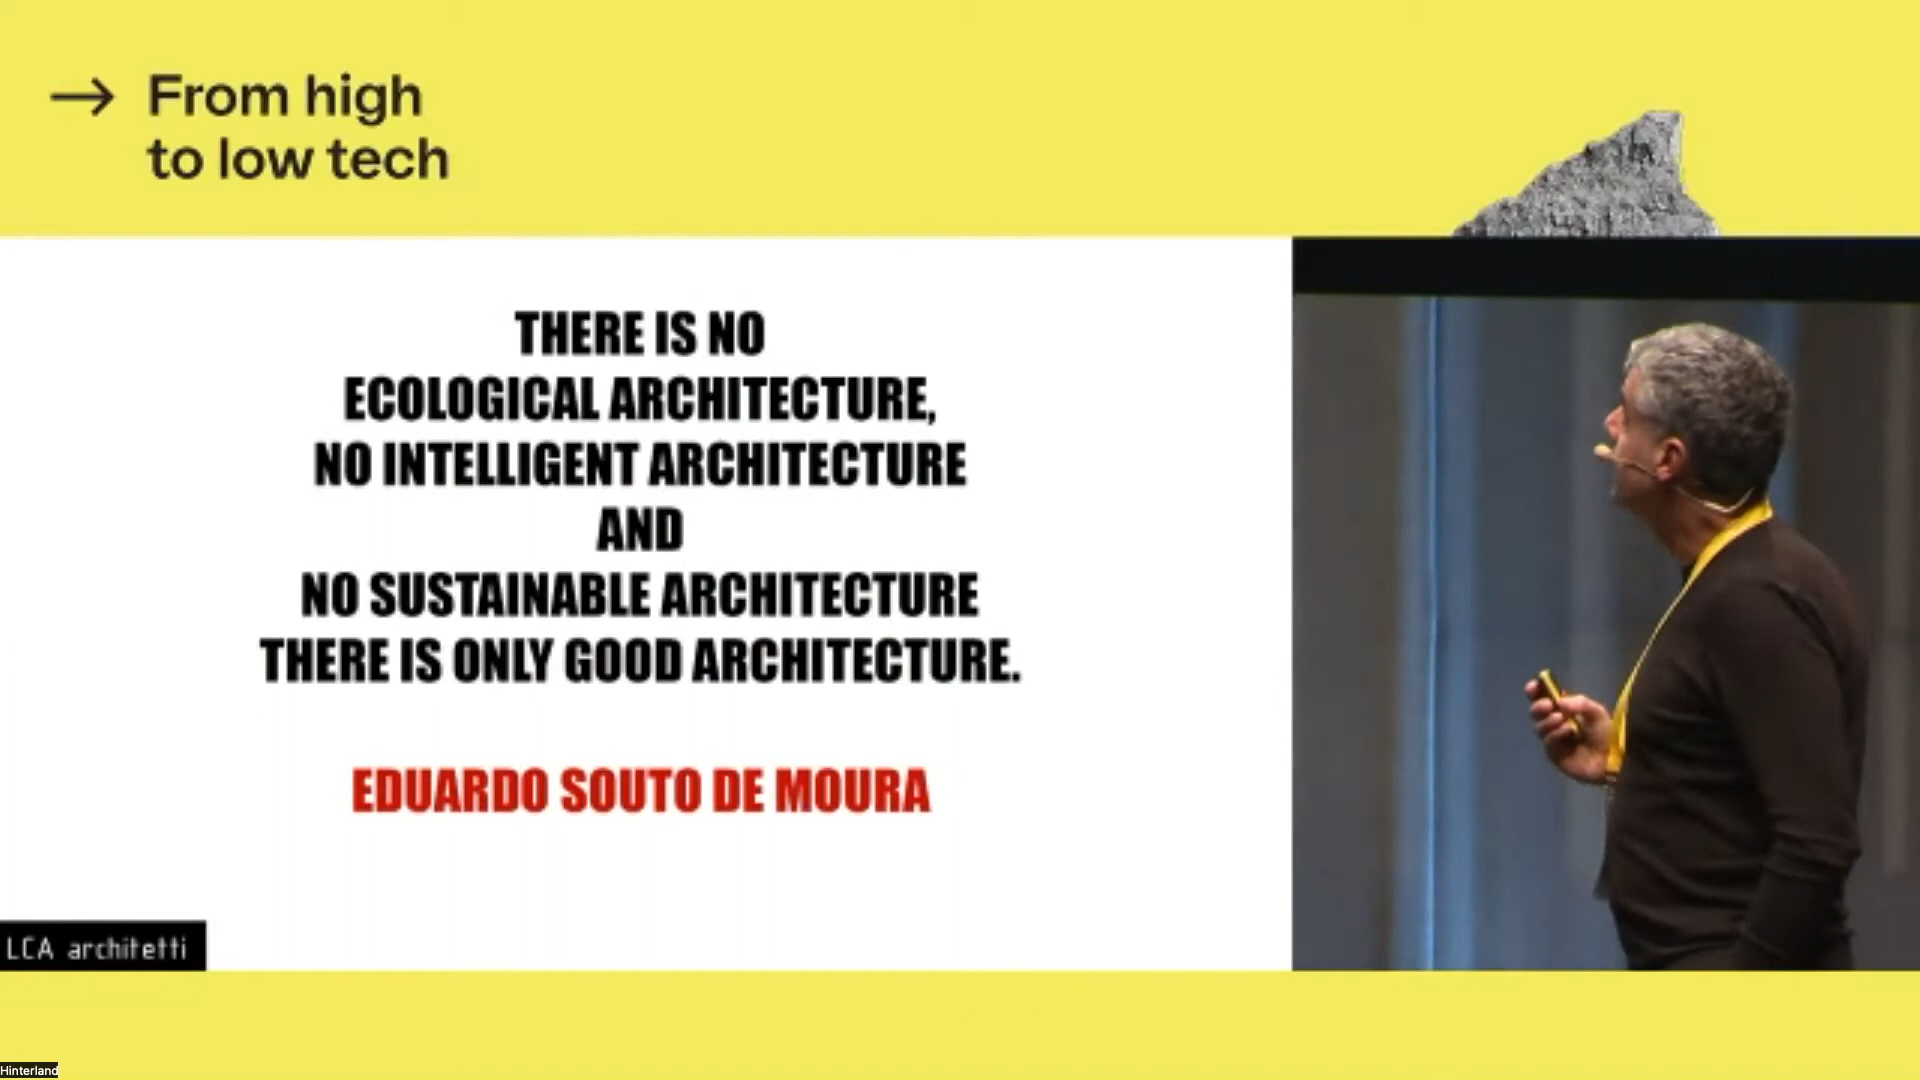 → From high
to low tech
THERE IS NO
ECOLOGICAL ARCHITECTURE,
NO INTELLIGENT ARCHITECTURE
AND
NO SUSTAINABLE ARCHITECTURE
THERE IS ONLY GOOD ARCHITECTURE.
EDUARDO SOUTO DE MOURA
LCA architetti
Hinterland